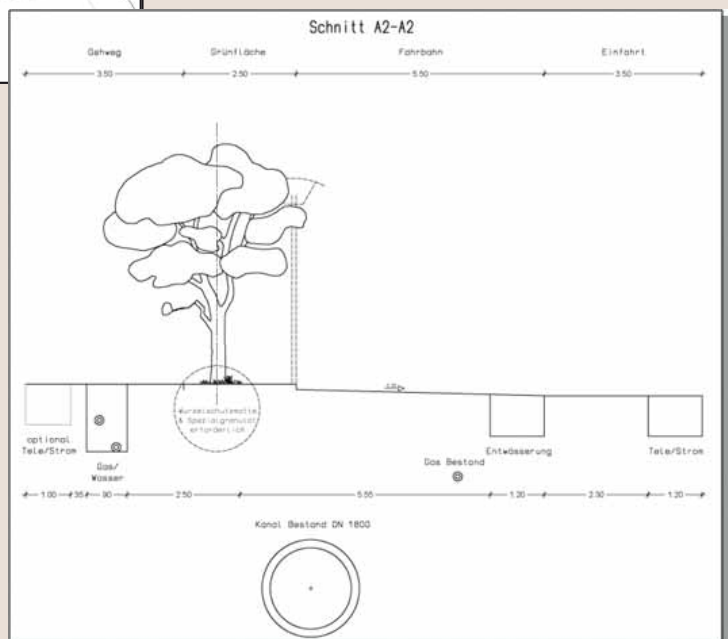 Schnitt A2-A2
Gehweg Grünfläche Fahrbahn Einfahrt
3.50 2.50 5.50 3.50
Wurzelschutzmatte
& Spezialgranulat
erforderlich
optional
Tele/Strom
Gas/
Wasser
Gas Bestand
Entwässerung
Tele/Strom
1.00 35 90 2.50 5.55 1.20 2.30 1.20
Kanal Bestand DN 1800